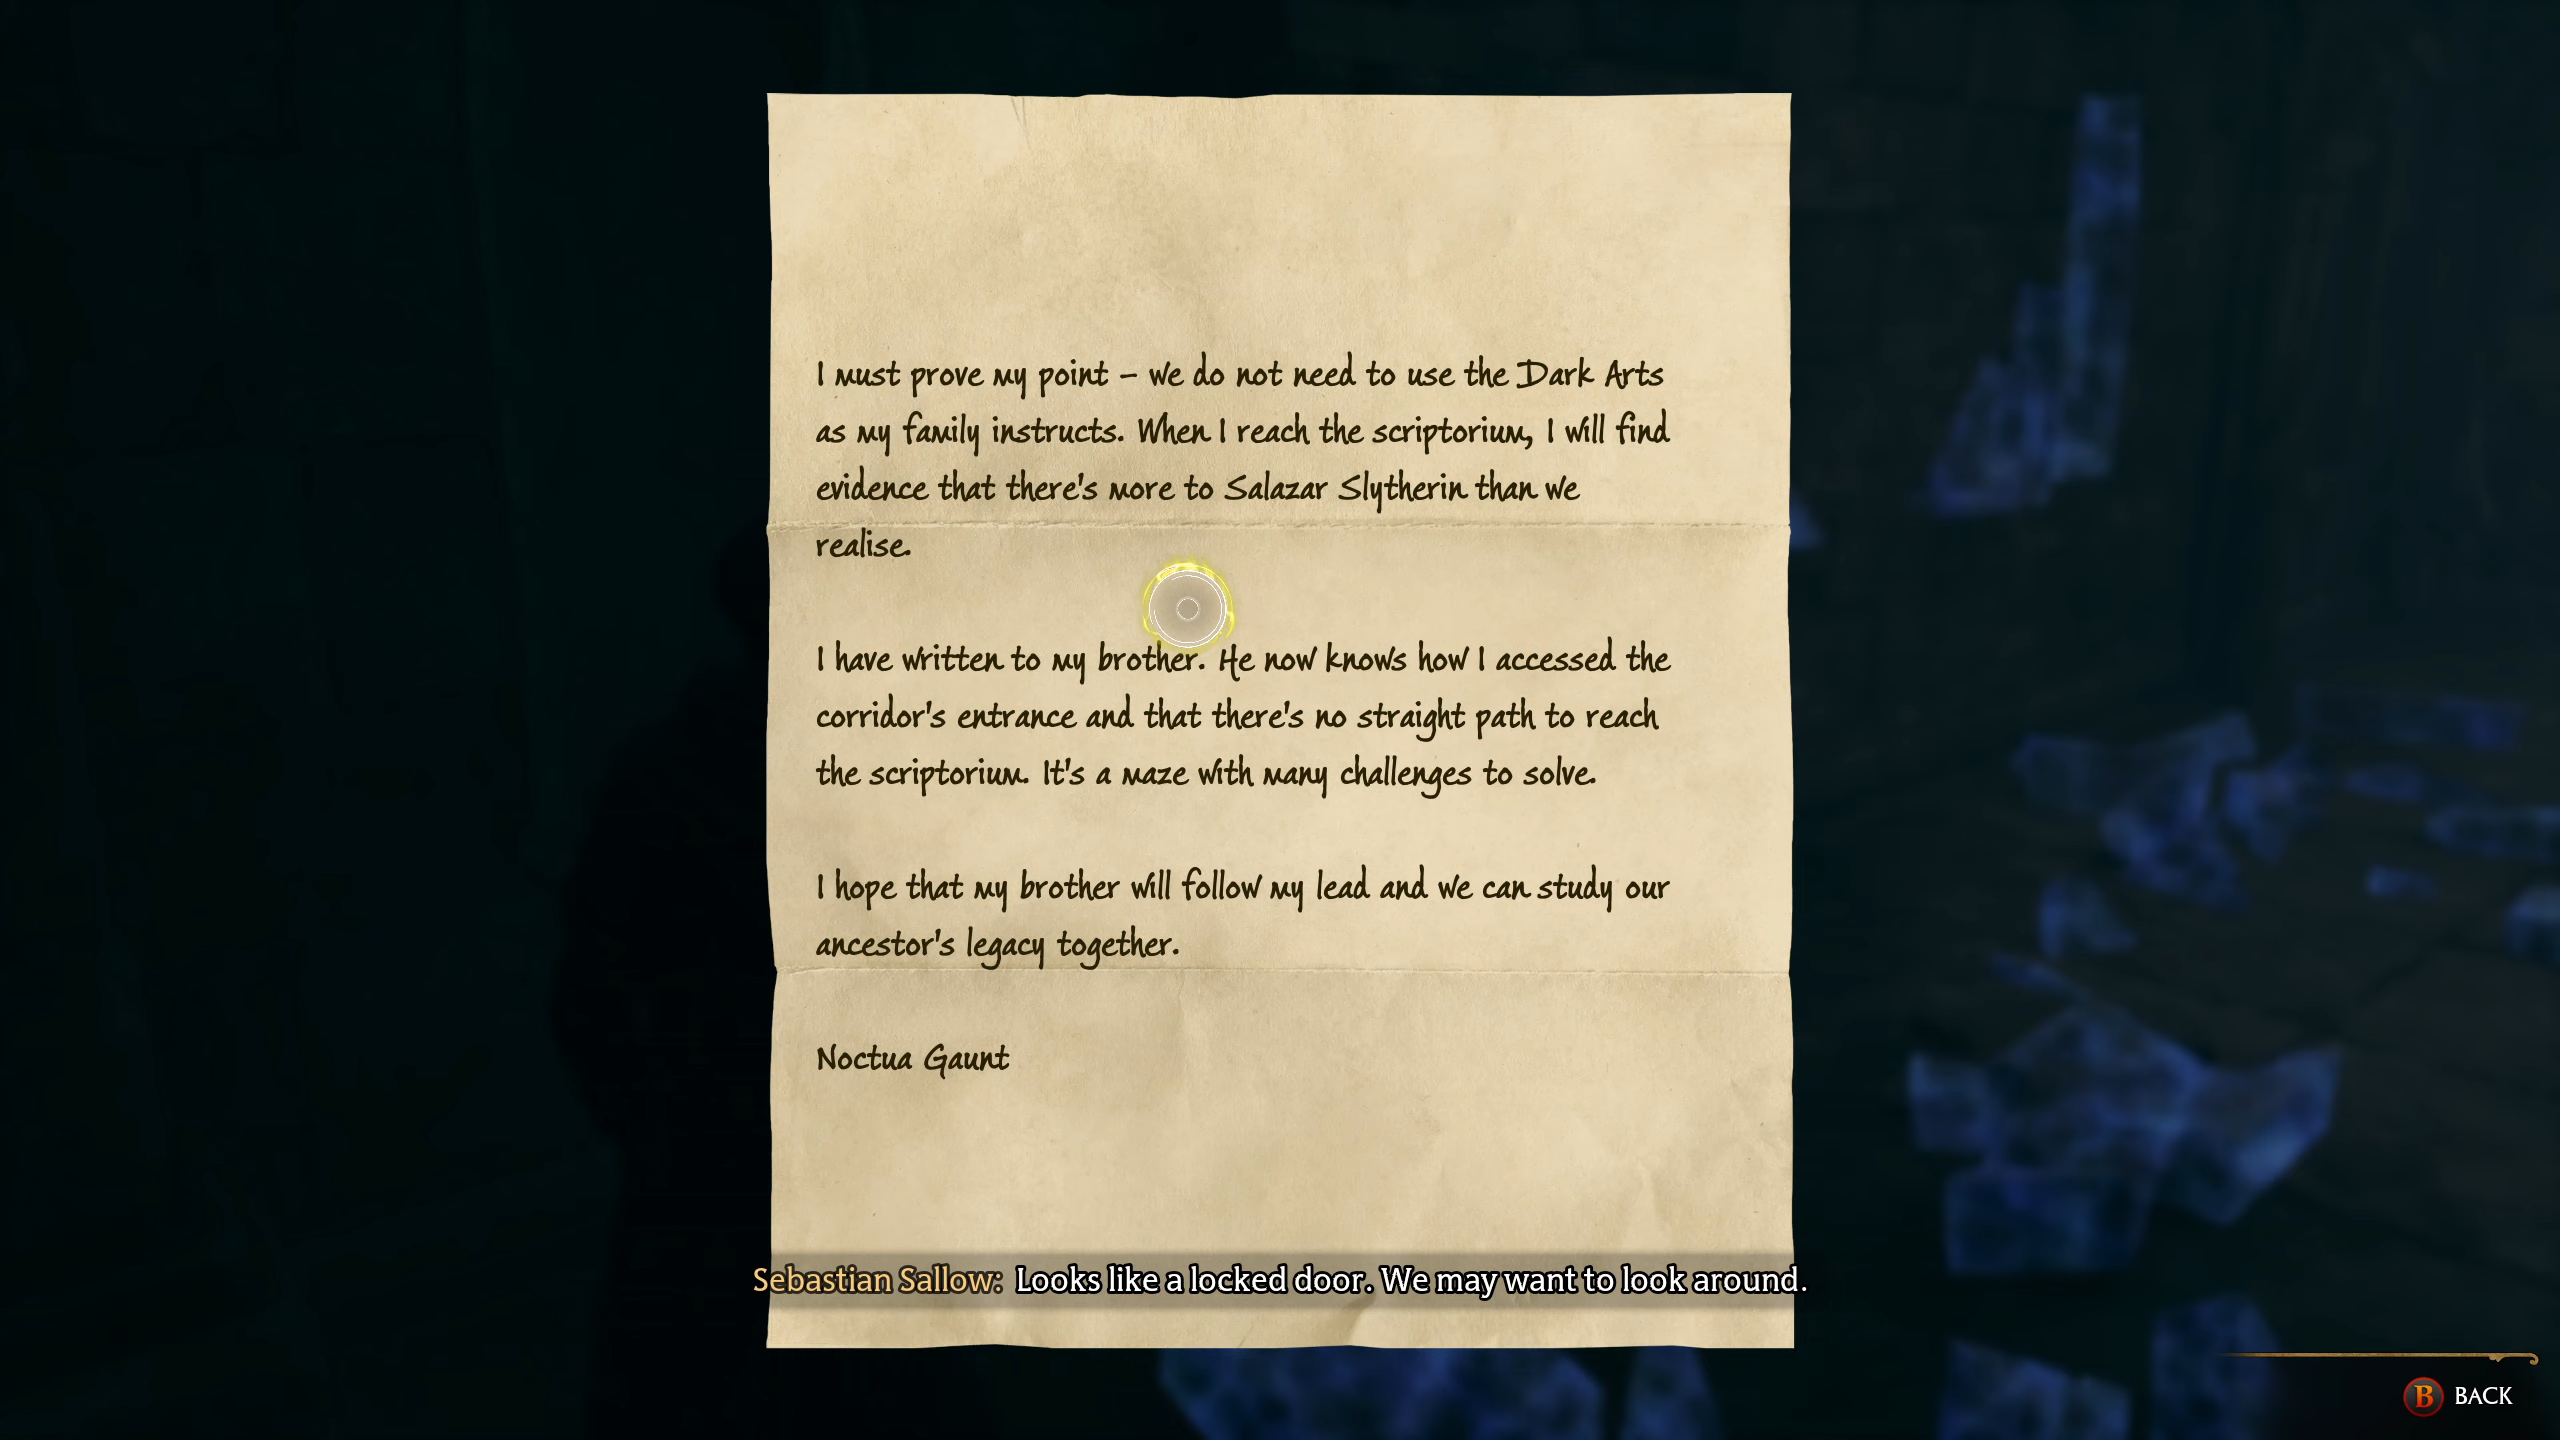 I must prove my point – we do not need to use the Dark Arts
as my family instructs. When I reach the scriptorium, I will find
evidence that there's more to Salazar Slytherin than we
realise.
I have written to my brother. He now knows how I accessed the
corridor's entrance and that there's no straight path to reach
the scriptorium. It's a maze with many challenges to solve.
I hope that my brother will follow my lead and we can study our
ancestor's legacy together.
Noctua Gaunt
Sebastian Sallow: Looks like a locked door. We may want to look around.
B BACK